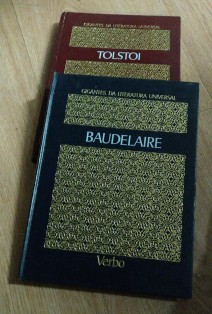 GIGANTES DA LITERATURA UNIVERSAL
TOLSTOI
GIGANTES DA LITERATURA UNIVERSAL
BAUDELAIRE
Verbo